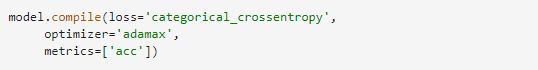 model.compile(loss='categorical_crossentropy',
optimizer='adamax',
metrics=['acc'])